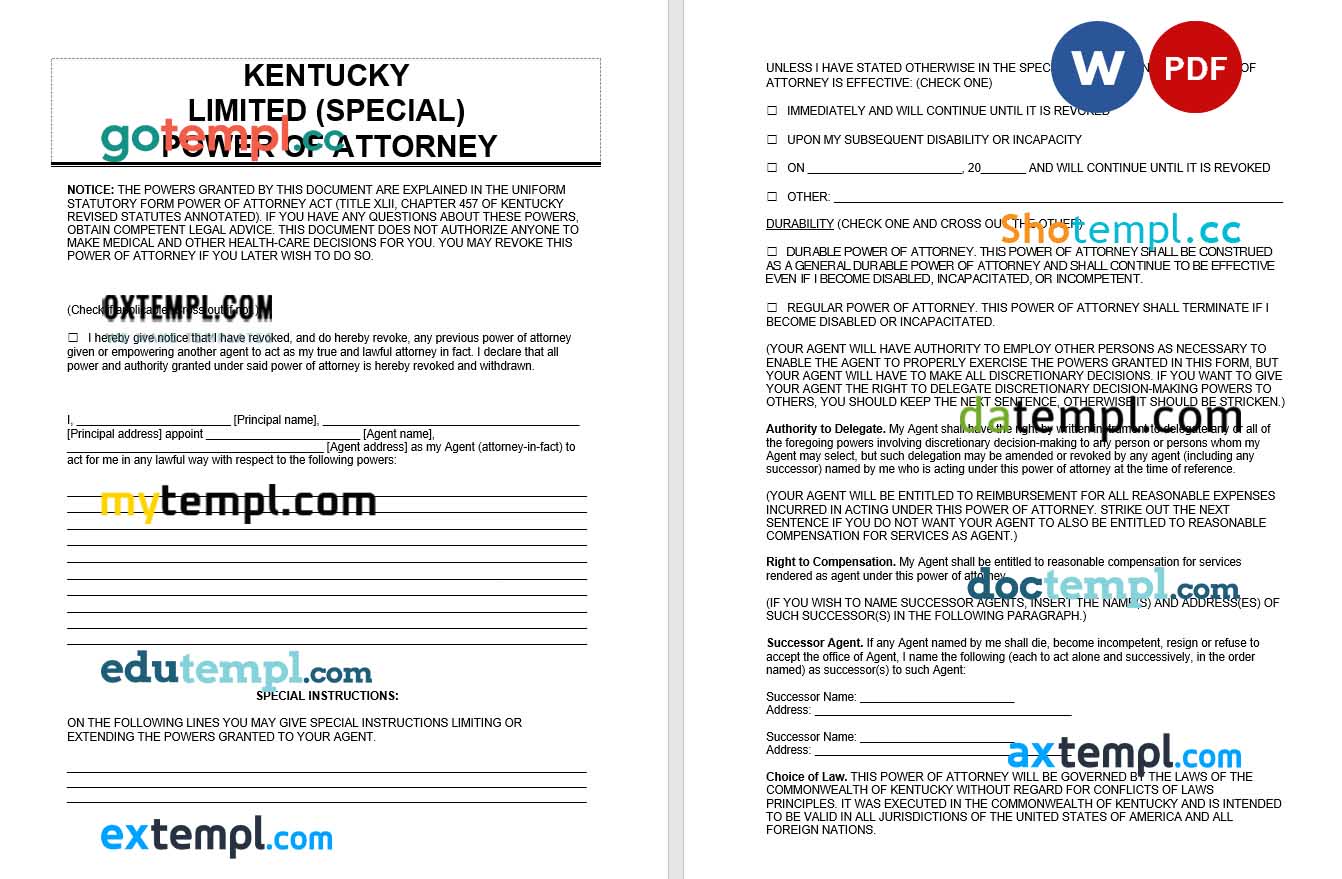 KENTUCKY
LIMITED (SPECIAL)
POWER OF ATTORNEY
gotempl.cc
NOTICE: THE POWERS GRANTED BY THIS DOCUMENT ARE EXPLAINED IN THE UNIFORM
STATUTORY FORM POWER OF ATTORNEY ACT (TITLE XLII, CHAPTER 457 OF KENTUCKY
REVISED STATUTES ANNOTATED). IF YOU HAVE ANY QUESTIONS ABOUT THESE POWERS,
OBTAIN COMPETENT LEGAL ADVICE. THIS DOCUMENT DOES NOT AUTHORIZE ANYONE TO
MAKE MEDICAL AND OTHER HEALTH-CARE DECISIONS FOR YOU. YOU MAY REVOKE THIS
POWER OF ATTORNEY IF YOU LATER WISH TO DO SO.
OXTEMPL.COM
(Check if applicable, cross out if not.)
☐ I hereby give notice that I have revoked, and do hereby revoke, any previous power of attorney
given or empowering another agent to act as my true and lawful attorney in fact. I declare that all
power and authority granted under said power of attorney is hereby revoked and withdrawn.
I, ________________________ [Principal name], ________________________________________
[Principal address] appoint ________________________ [Agent name],
________________________________________ [Agent address] as my Agent (attorney-in-fact) to
act for me in any lawful way with respect to the following powers:
mytempl.com
edutempl.com
SPECIAL INSTRUCTIONS:
ON THE FOLLOWING LINES YOU MAY GIVE SPECIAL INSTRUCTIONS LIMITING OR
EXTENDING THE POWERS GRANTED TO YOUR AGENT.
extempl.com
W PDF
UNLESS I HAVE STATED OTHERWISE IN THE SPEC OF
ATTORNEY IS EFFECTIVE: (CHECK ONE)
☐ IMMEDIATELY AND WILL CONTINUE UNTIL IT IS REVOKED
☐ UPON MY SUBSEQUENT DISABILITY OR INCAPACITY
☐ ON ________________________, 20_______ AND WILL CONTINUE UNTIL IT IS REVOKED
☐ OTHER: ______________________________________________________________________
DURABILITY (CHECK ONE AND CROSS OUT THE OTHER)
Shotempl.cc
☐ DURABLE POWER OF ATTORNEY. THIS POWER OF ATTORNEY SHALL BE CONSTRUED
AS A GENERAL DURABLE POWER OF ATTORNEY AND SHALL CONTINUE TO BE EFFECTIVE
EVEN IF I BECOME DISABLED, INCAPACITATED, OR INCOMPETENT.
☐ REGULAR POWER OF ATTORNEY. THIS POWER OF ATTORNEY SHALL TERMINATE IF I
BECOME DISABLED OR INCAPACITATED.
(YOUR AGENT WILL HAVE AUTHORITY TO EMPLOY OTHER PERSONS AS NECESSARY TO
ENABLE THE AGENT TO PROPERLY EXERCISE THE POWERS GRANTED IN THIS FORM, BUT
YOUR AGENT WILL HAVE TO MAKE ALL DISCRETIONARY DECISIONS. IF YOU WANT TO GIVE
YOUR AGENT THE RIGHT TO DELEGATE DISCRETIONARY DECISION-MAKING POWERS TO
OTHERS, YOU SHOULD KEEP THE NEXT SENTENCE, OTHERWISE IT SHOULD BE STRICKEN.)
datempl.com
Authority to Delegate. My Agent shall have the right by written instrument to delegate any or all of
the foregoing powers involving discretionary decision-making to any person or persons whom my
Agent may select, but such delegation may be amended or revoked by any agent (including any
successor) named by me who is acting under this power of attorney at the time of reference.
(YOUR AGENT WILL BE ENTITLED TO REIMBURSEMENT FOR ALL REASONABLE EXPENSES
INCURRED IN ACTING UNDER THIS POWER OF ATTORNEY. STRIKE OUT THE NEXT
SENTENCE IF YOU DO NOT WANT YOUR AGENT TO ALSO BE ENTITLED TO REASONABLE
COMPENSATION FOR SERVICES AS AGENT.)
Right to Compensation. My Agent shall be entitled to reasonable compensation for services
rendered as agent under this power of attorney.
doctempl.com
(IF YOU WISH TO NAME SUCCESSOR AGENTS, INSERT THE NAME(S) AND ADDRESS(ES) OF
SUCH SUCCESSOR(S) IN THE FOLLOWING PARAGRAPH.)
Successor Agent. If any Agent named by me shall die, become incompetent, resign or refuse to
accept the office of Agent, I name the following (each to act alone and successively, in the order
named) as successor(s) to such Agent:
Successor Name: ________________________
Address: ________________________________________
Successor Name: ________________________
Address: ________________________________________
axtempl.com
Choice of Law. THIS POWER OF ATTORNEY WILL BE GOVERNED BY THE LAWS OF THE
COMMONWEALTH OF KENTUCKY WITHOUT REGARD FOR CONFLICTS OF LAWS
PRINCIPLES. IT WAS EXECUTED IN THE COMMONWEALTH OF KENTUCKY AND IS INTENDED
TO BE VALID IN ALL JURISDICTIONS OF THE UNITED STATES OF AMERICA AND ALL
FOREIGN NATIONS.